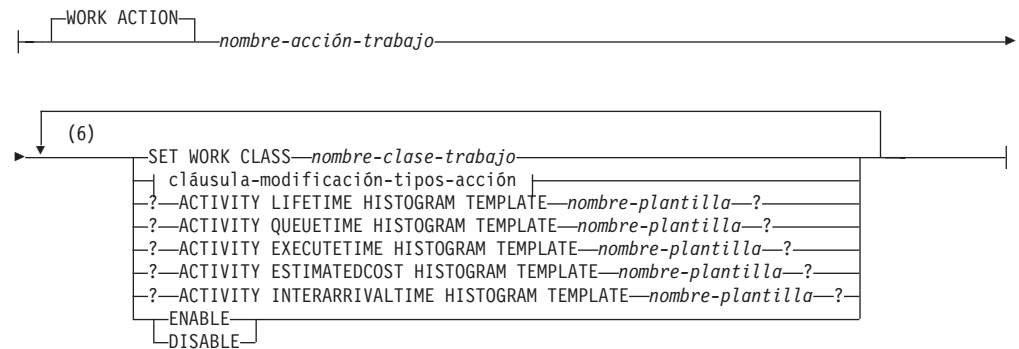 WORK ACTION
nombre-acción-trabajo
(6)
SET WORK CLASS nombre-clase-trabajo
cláusula-modificación-tipos-acción
? ACTIVITY LIFETIME HISTOGRAM TEMPLATE nombre-plantilla ?
? ACTIVITY QUEUETIME HISTOGRAM TEMPLATE nombre-plantilla ?
? ACTIVITY EXECUTETIME HISTOGRAM TEMPLATE nombre-plantilla ?
? ACTIVITY ESTIMATEDCOST HISTOGRAM TEMPLATE nombre-plantilla ?
? ACTIVITY INTERARRIVALTIME HISTOGRAM TEMPLATE nombre-plantilla ?
ENABLE
DISABLE